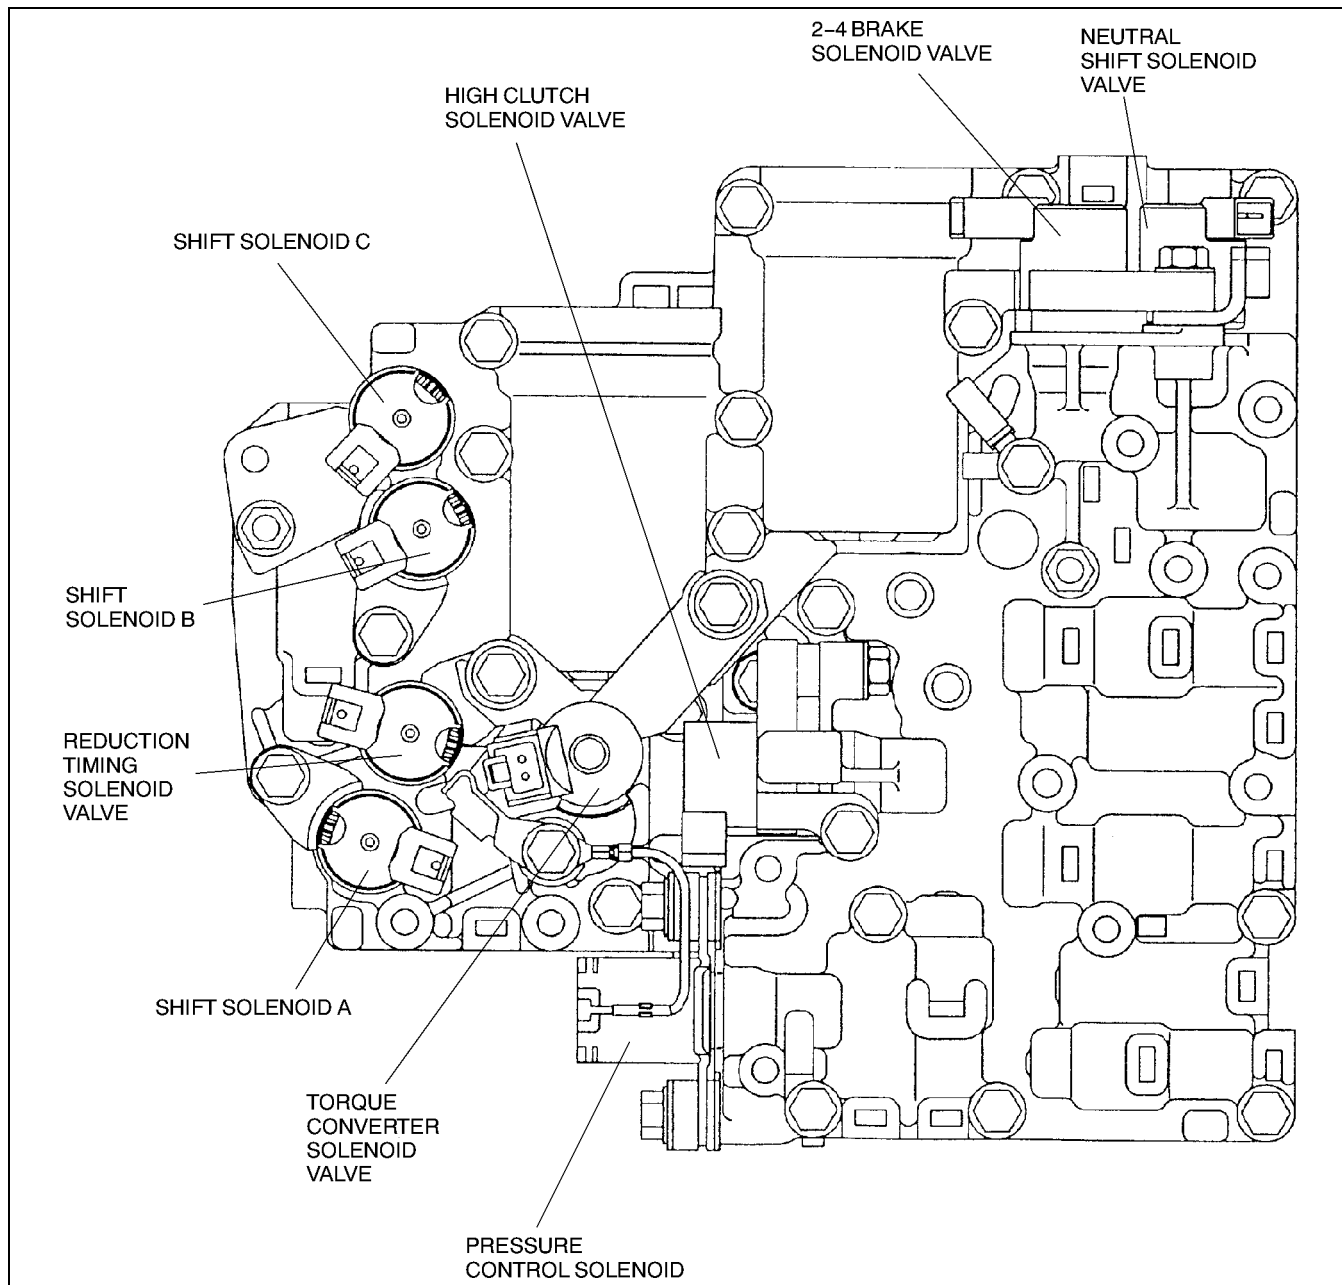 2–4 BRAKE
SOLENOID VALVE
NEUTRAL
SHIFT SOLENOID
VALVE
HIGH CLUTCH
SOLENOID VALVE
SHIFT SOLENOID C
SHIFT
SOLENOID B
REDUCTION
TIMING
SOLENOID
VALVE
SHIFT SOLENOID A
TORQUE
CONVERTER
SOLENOID
VALVE
PRESSURE
CONTROL SOLENOID